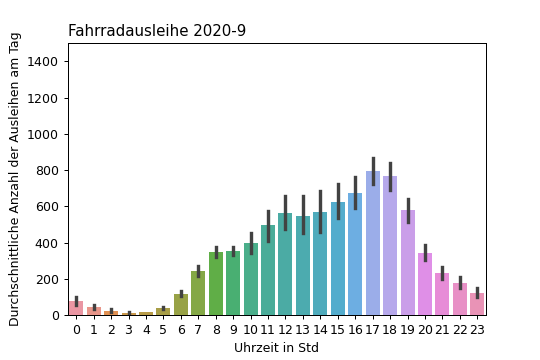 Fahrradausleihe 2020-9
Durchschnittliche Anzahl der Ausleihen am Tag
1400
1200
1000
800
600
400
200
0
0 1 2 3 4 5 6 7 8 9 10 11 12 13 14 15 16 17 18 19 20 21 22 23
Uhrzeit in Std